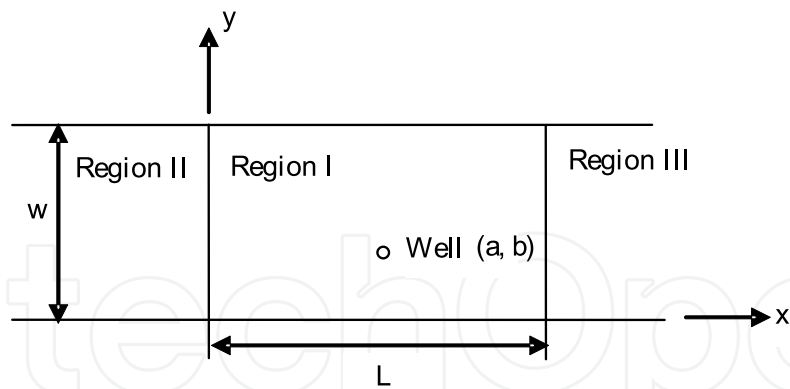 y
Region II
Region I
Region III
w
Well (a, b)
x
L